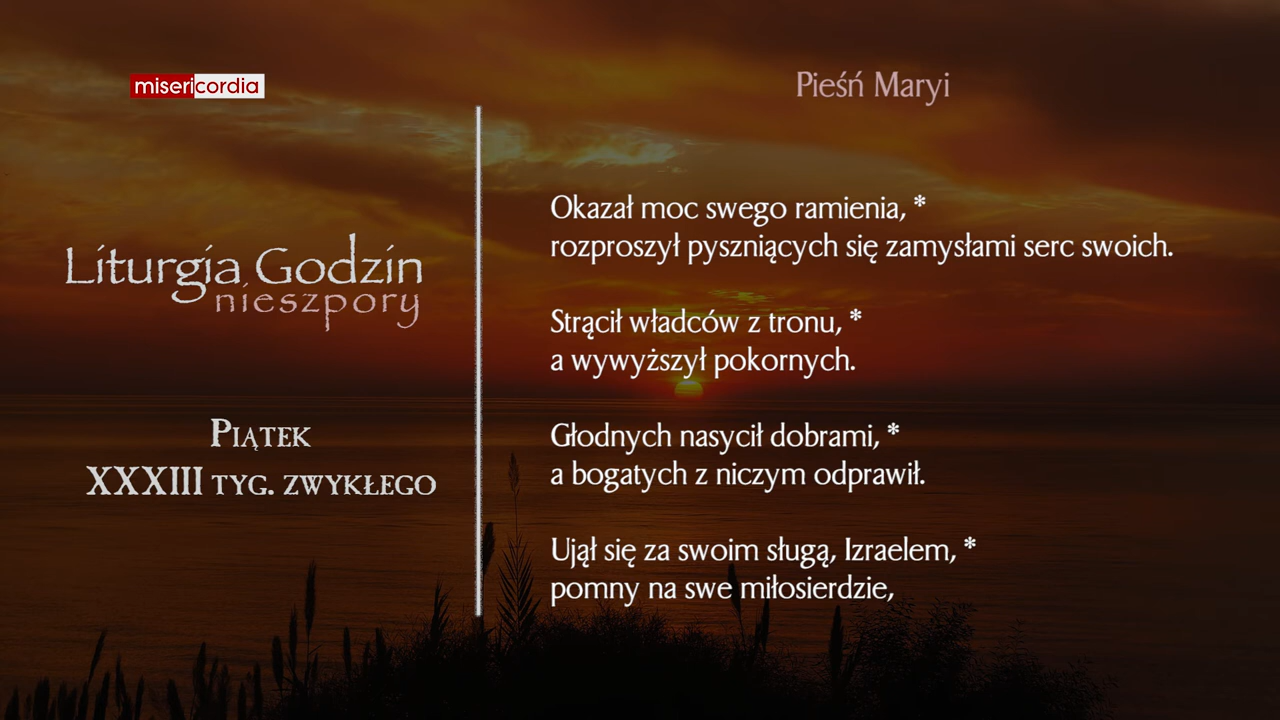 misericordia
Liturgia Godzin
nieszpory
Piątek
XXXIII tyg. zwykłego
Pieśń Maryi
Okazał moc swego ramienia, *
rozproszył pyszniących się zamysłami serc swoich.
Strącił władców z tronu, *
a wywyższył pokornych.
Głodnych nasycił dobrami, *
a bogatych z niczym odprawił.
Ujął się za swoim sługą, Izraelem, *
pomny na swe miłosierdzie,